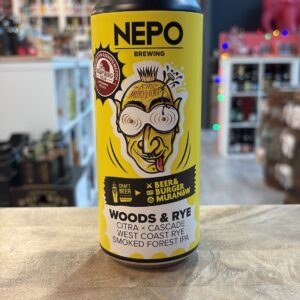 NEPO
BREWING
CRAFT
BEER
BEER &
BURGER
MURANÓW
WOODS & RYE
CITRA × CASCADE
WEST COAST RYE
SMOKED FOREST IPA